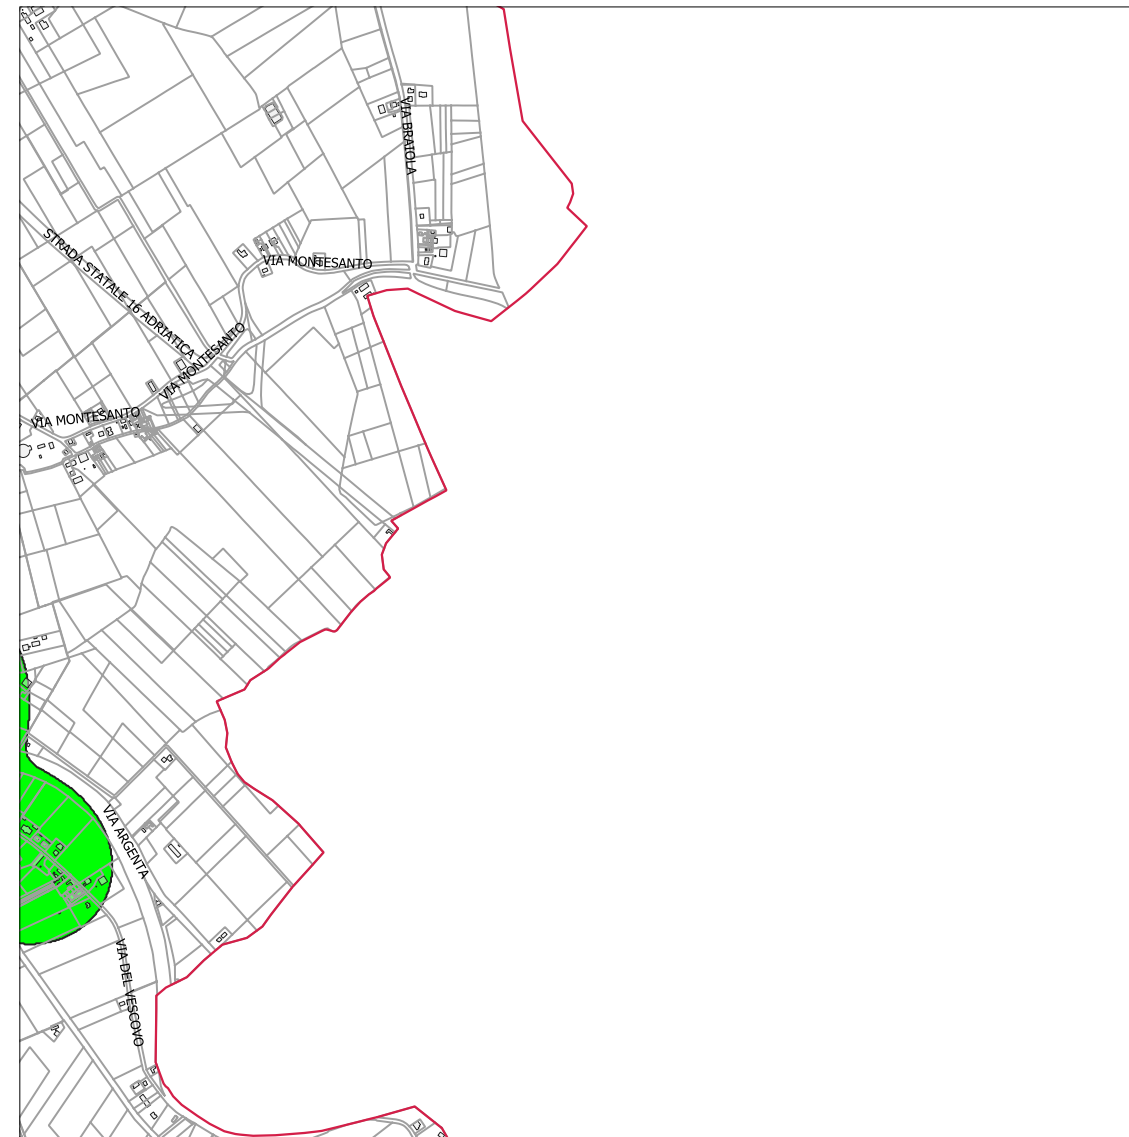 VIA BRAIOLA
STRADA STATALE 16 ADRIATICA
VIA MONTESANTO
VIA MONTESANTO
VIA MONTESANTO
VIA ARGENTA
VIA DEL VESCOVO